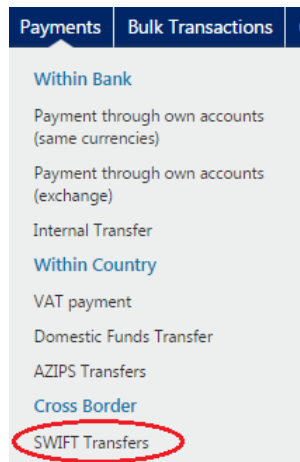 Payments
Bulk Transactions
Within Bank
Payment through own accounts
(same currencies)
Payment through own accounts
(exchange)
Internal Transfer
Within Country
VAT payment
Domestic Funds Transfer
AZIPS Transfers
Cross Border
SWIFT Transfers